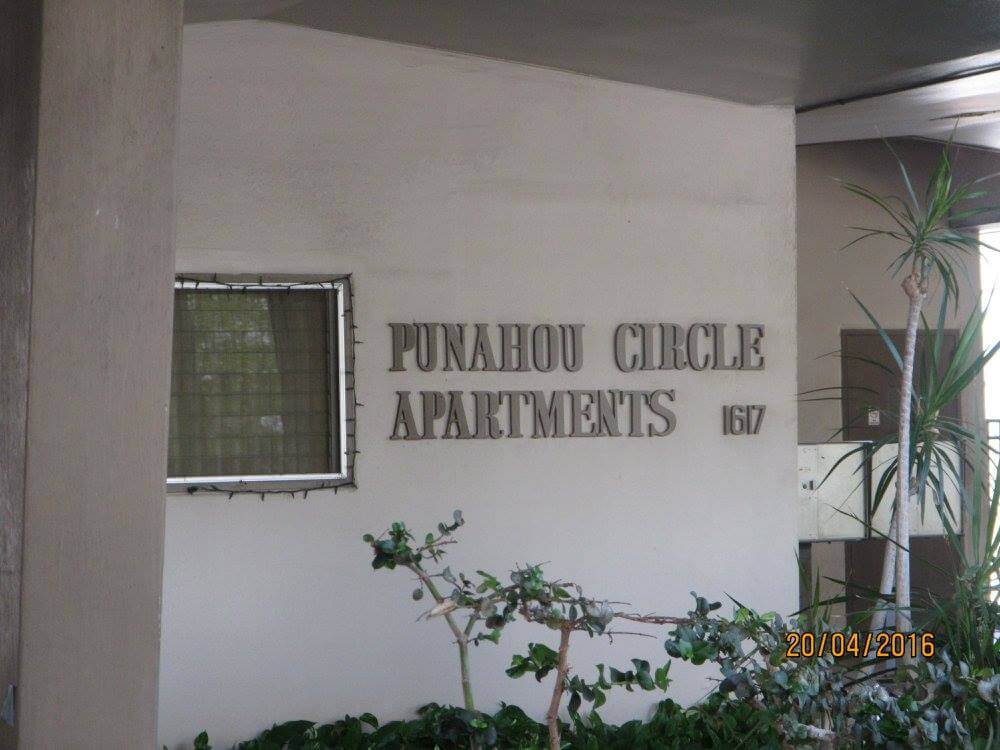 PUNAHOU CIRCLE
APARTMENTS 1617
20/04/2016